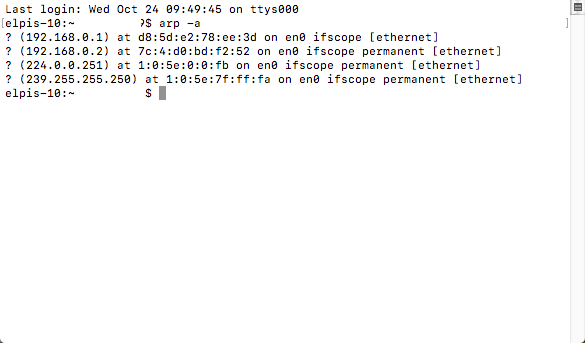 Last login: Wed Oct 24 09:49:45 on ttys000
[elpis-10:~ $ arp -a ]
? (192.168.0.1) at d8:5d:e2:78:ee:3d on en0 ifscope [ethernet]
? (192.168.0.2) at 7c:4:d0:bd:f2:52 on en0 ifscope permanent [ethernet]
? (224.0.0.251) at 1:0:5e:0:0:fb on en0 ifscope permanent [ethernet]
? (239.255.255.250) at 1:0:5e:7f:ff:fa on en0 ifscope permanent [ethernet]
elpis-10:~ $